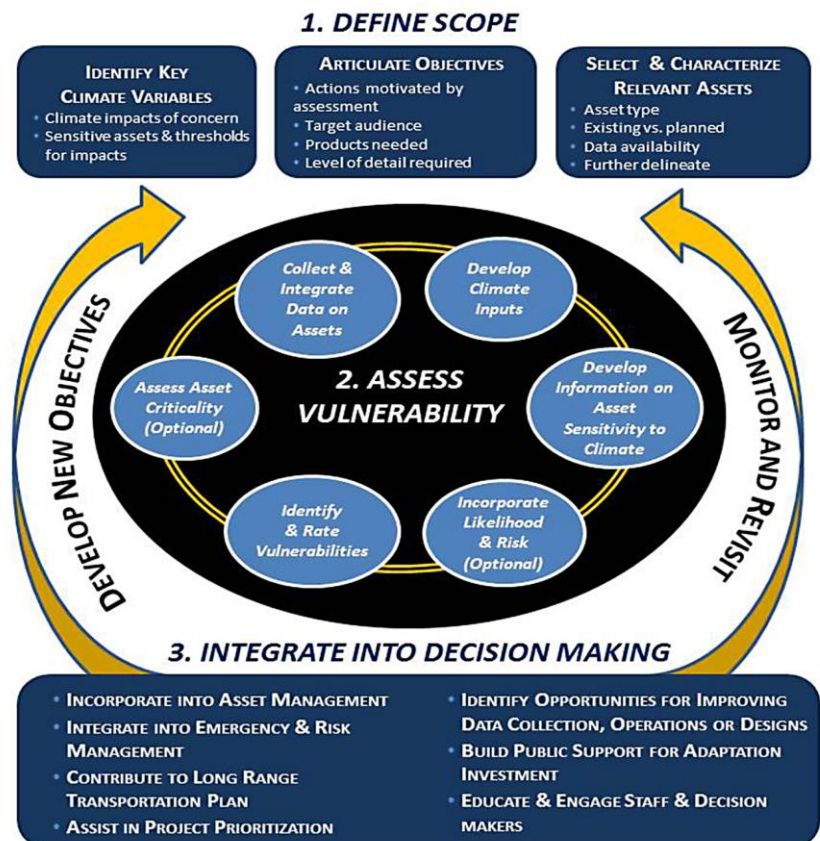 1. DEFINE SCOPE
IDENTIFY KEY
CLIMATE VARIABLES
• Climate impacts of concern
• Sensitive assets & thresholds
for impacts
ARTICULATE OBJECTIVES
• Actions motivated by
assessment
• Target audience
• Products needed
• Level of detail required
SELECT & CHARACTERIZE
RELEVANT ASSETS
• Asset type
• Existing vs. planned
• Data availability
• Further delineate
DEVELOP NEW OBJECTIVES
MONITOR AND REVISIT
2. ASSESS
VULNERABILITY
Collect &
Integrate
Data on
Assets
Develop
Climate
Inputs
Develop
Information on
Asset
Sensitivity to
Climate
Incorporate
Likelihood
& Risk
(Optional)
Identify
& Rate
Vulnerabilities
Assess Asset
Criticality
(Optional)
3. INTEGRATE INTO DECISION MAKING
• INCORPORATE INTO ASSET MANAGEMENT
• INTEGRATE INTO EMERGENCY & RISK
MANAGEMENT
• CONTRIBUTE TO LONG RANGE
TRANSPORTATION PLAN
• ASSIST IN PROJECT PRIORITIZATION
• IDENTIFY OPPORTUNITIES FOR IMPROVING
DATA COLLECTION, OPERATIONS OR DESIGNS
• BUILD PUBLIC SUPPORT FOR ADAPTATION
INVESTMENT
• EDUCATE & ENGAGE STAFF & DECISION
MAKERS